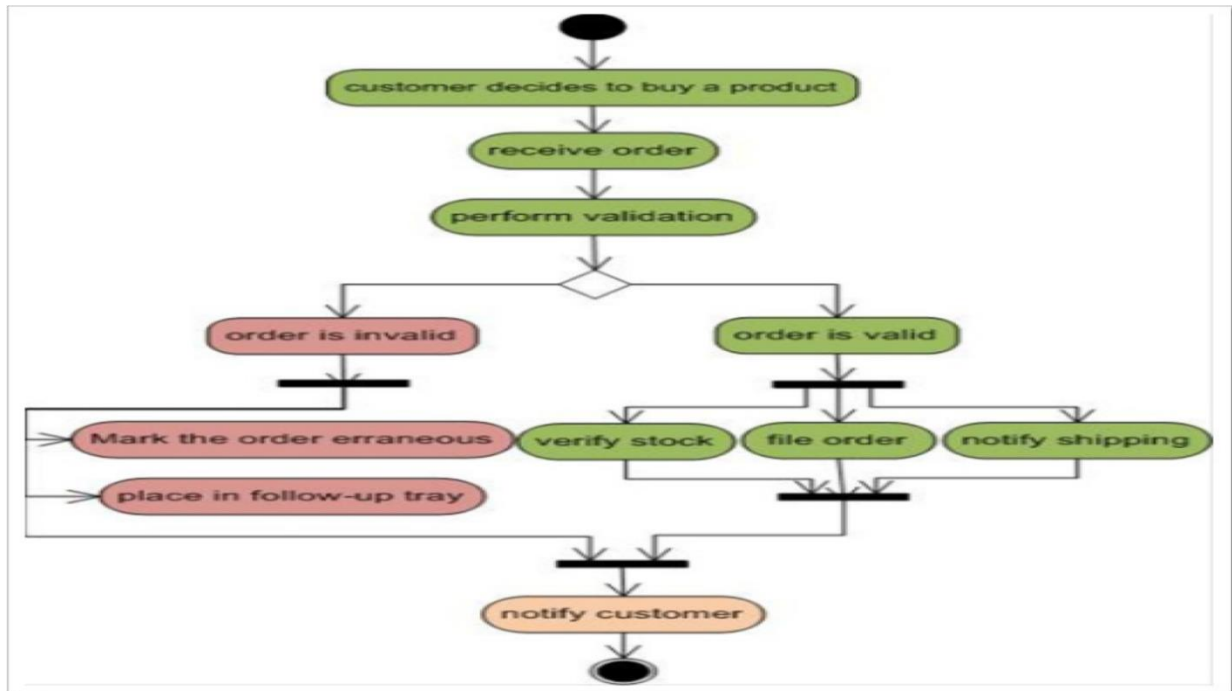 customer decides to buy a product
receive order
perform validation
order is invalid
order is valid
Mark the order erraneous
verify stock
file order
notify shipping
place in follow-up tray
notify customer